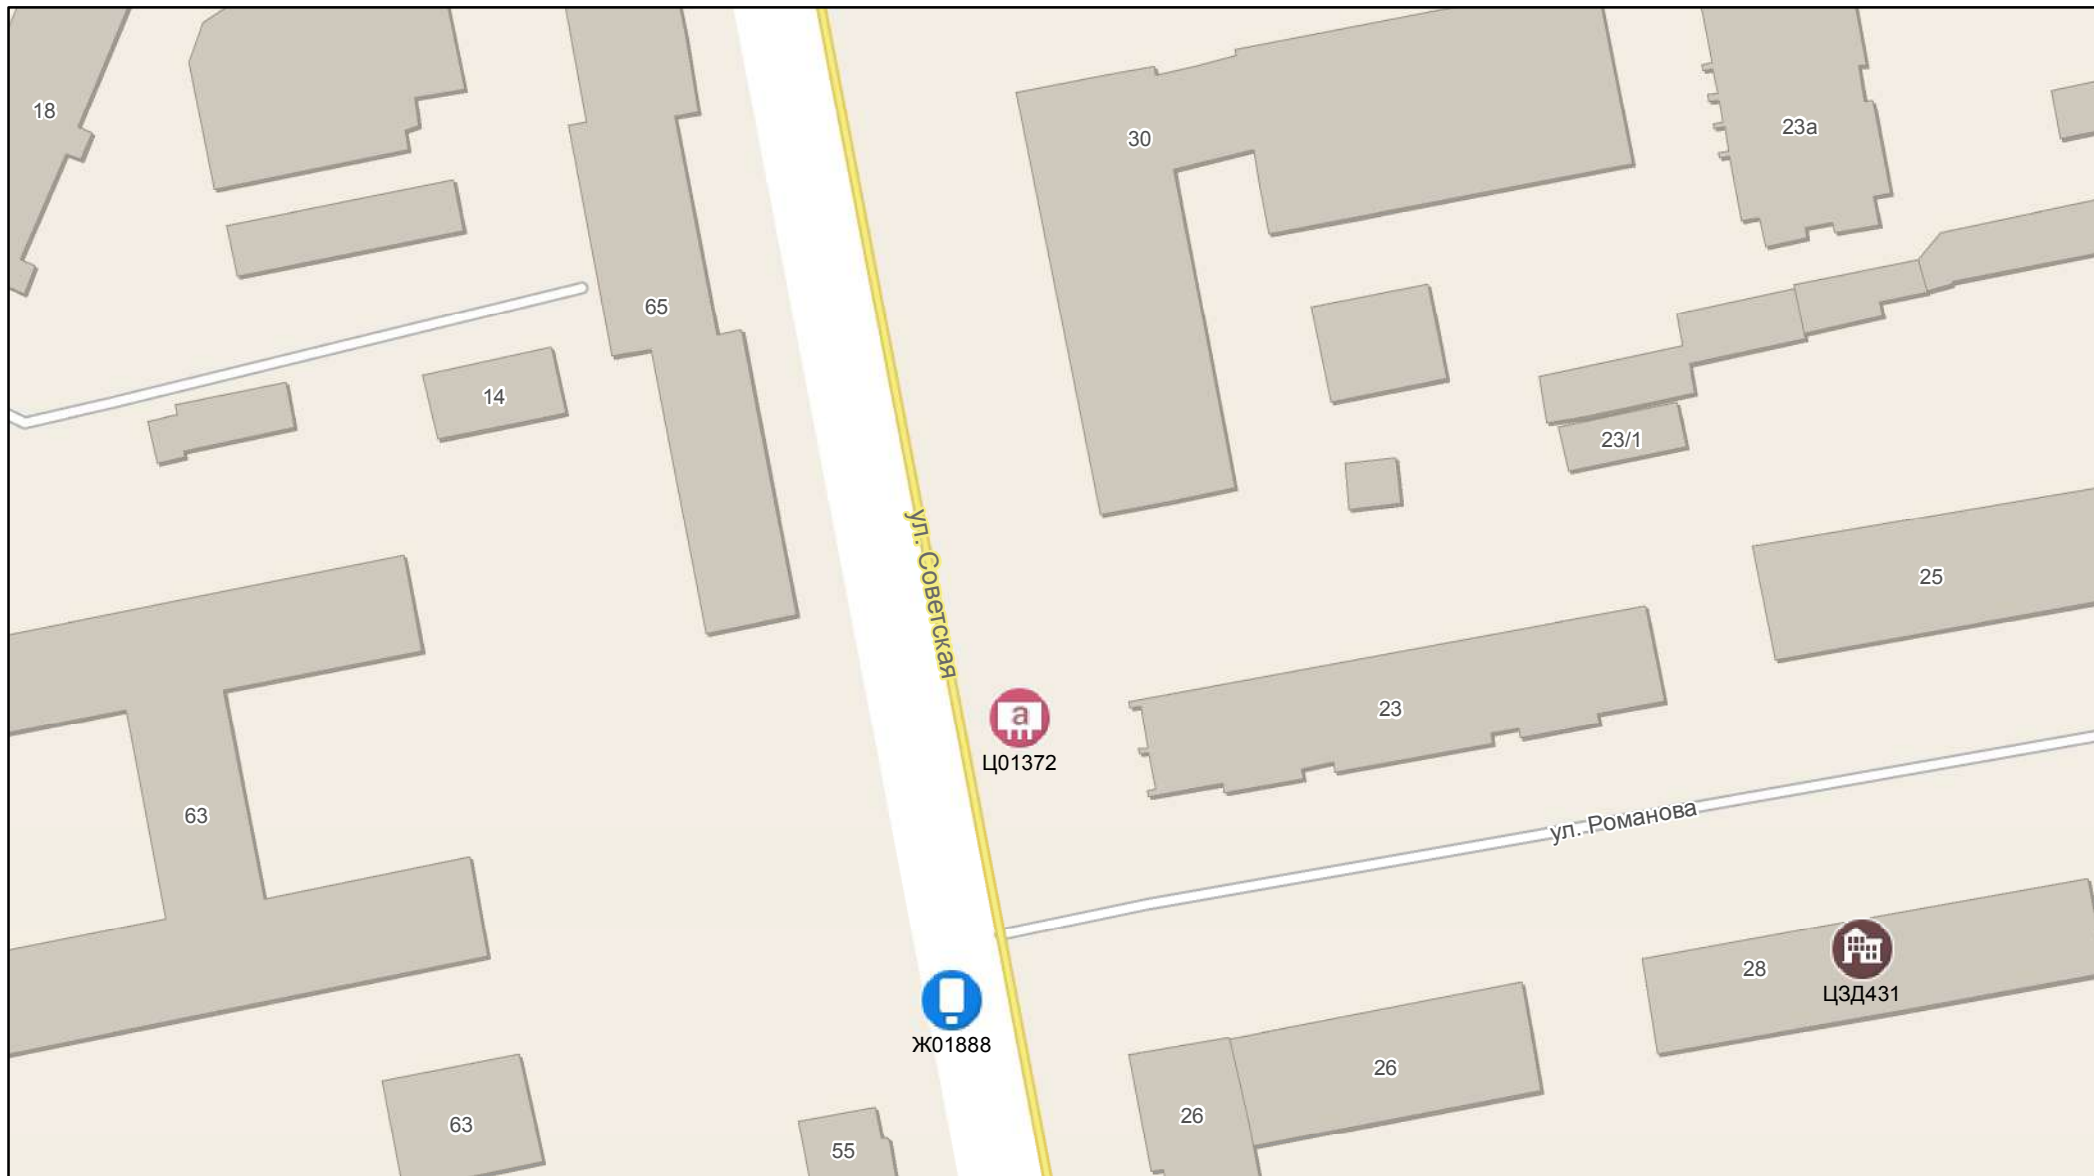 18
30
23а
65
14
23/1
ул. Советская
25
23
a
Ц01372
63
ул. Романова
28
ЦЗД431
Ж01888
26
26
63
55